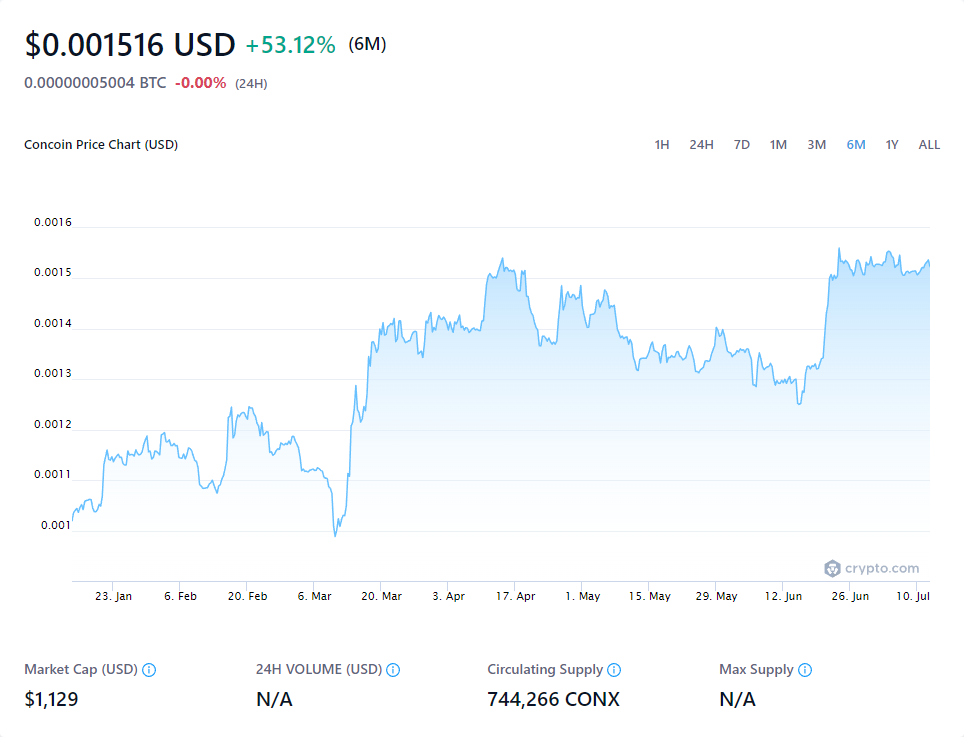 $0.001516 USD +53.12% (6M)
0.00000005004 BTC -0.00% (24H)
Concoin Price Chart (USD) 1H 24H 7D 1M 3M 6M 1Y ALL
0.0016
0.0015
0.0014
0.0013
0.0012
0.0011
0.001
crypto.com
23. Jan 6. Feb 20. Feb 6. Mar 20. Mar 3. Apr 17. Apr 1. May 15. May 29. May 12. Jun 26. Jun 10. Jul
Market Cap (USD) 24H VOLUME (USD) Circulating Supply Max Supply
$1,129 N/A 744,266 CONX N/A